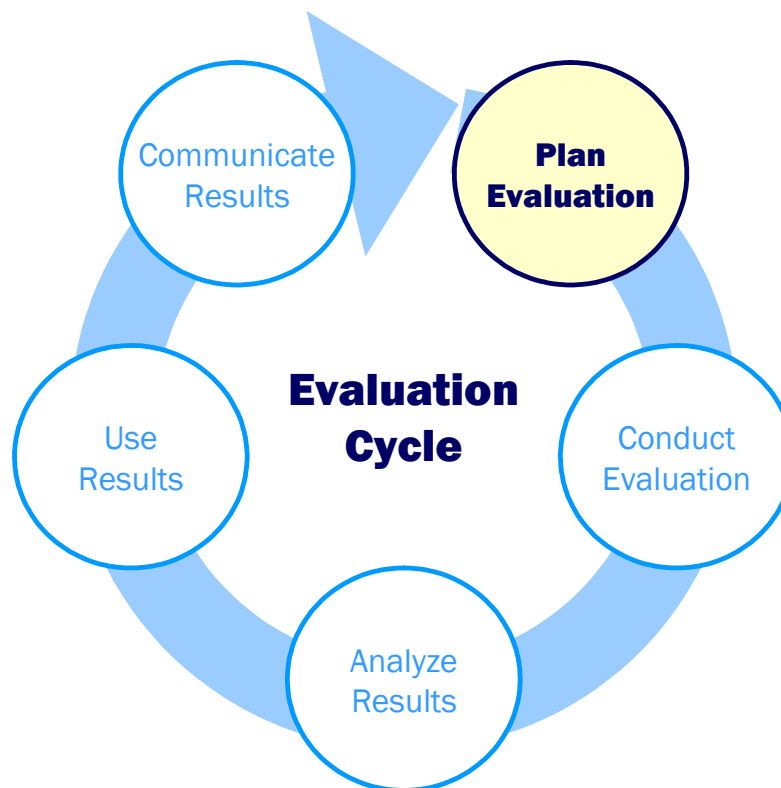 Communicate
Results
Plan
Evaluation
Evaluation
Cycle
Use
Results
Conduct
Evaluation
Analyze
Results